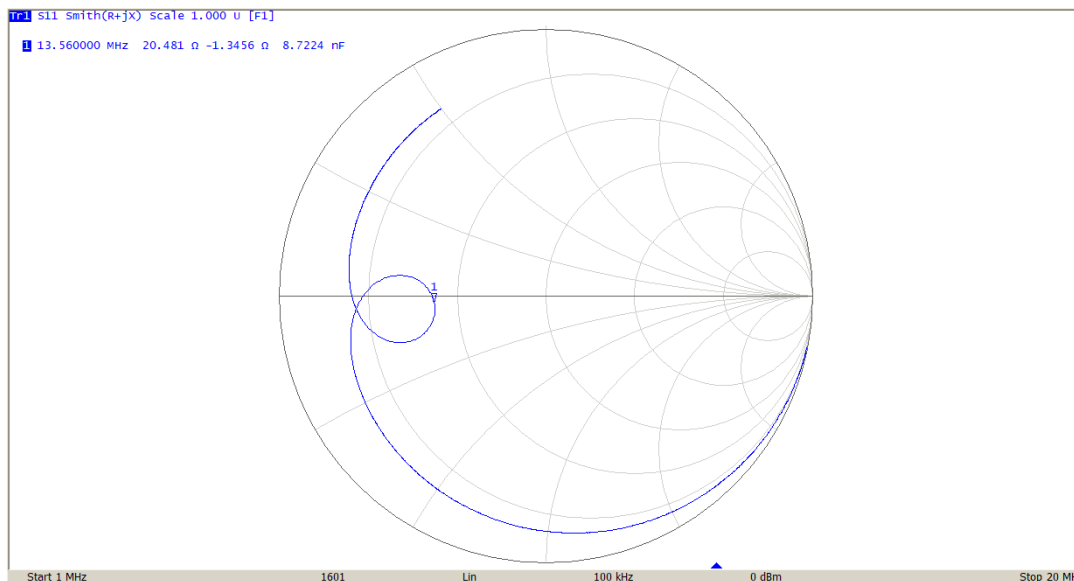 Tr1 S11 Smith(R+jX) Scale 1.000 U [F1]
1 13.560000 MHz 20.481 Ω -1.3456 Ω 8.7224 nF
1
Start 1 MHz 1601 Lin 100 kHz 0 dBm Stop 20 MH